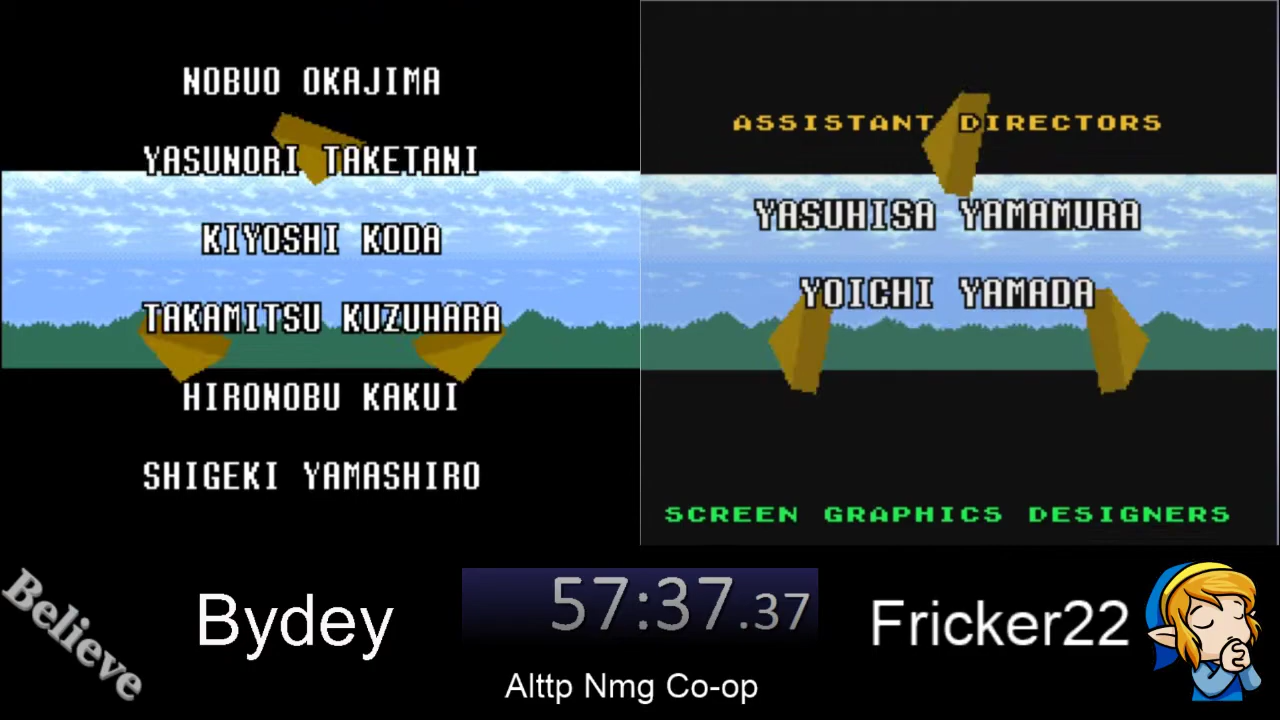 NOBUO OKAJIMA
YASUNORI TAKETANI
KIYOSHI KODA
TAKAMITSU KUZUHARA
HIRONOBU KAKUI
SHIGEKI YAMASHIRO
ASSISTANT DIRECTORS
YASUHISA YAMAMURA
YOICHI YAMADA
SCREEN GRAPHICS DESIGNERS
Believe
Bydey
57:37.37
Fricker22
Alttp Nmg Co-op